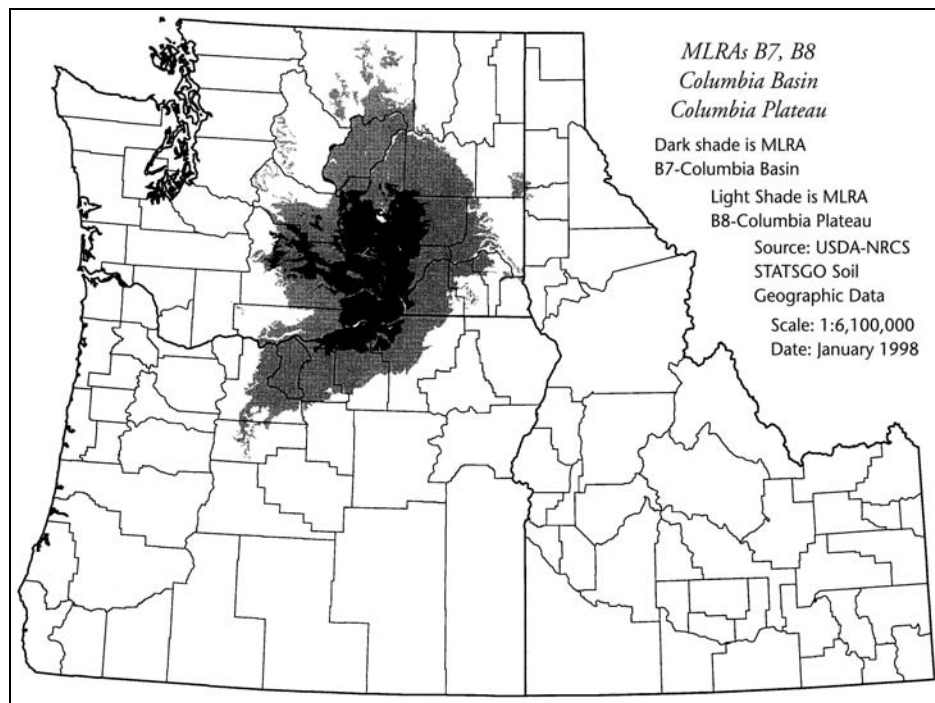 MLRAs B7, B8
Columbia Basin
Columbia Plateau
Dark shade is MLRA
B7-Columbia Basin
Light Shade is MLRA
B8-Columbia Plateau
Source: USDA-NRCS
STATSGO Soil
Geographic Data
Scale: 1:6,100,000
Date: January 1998